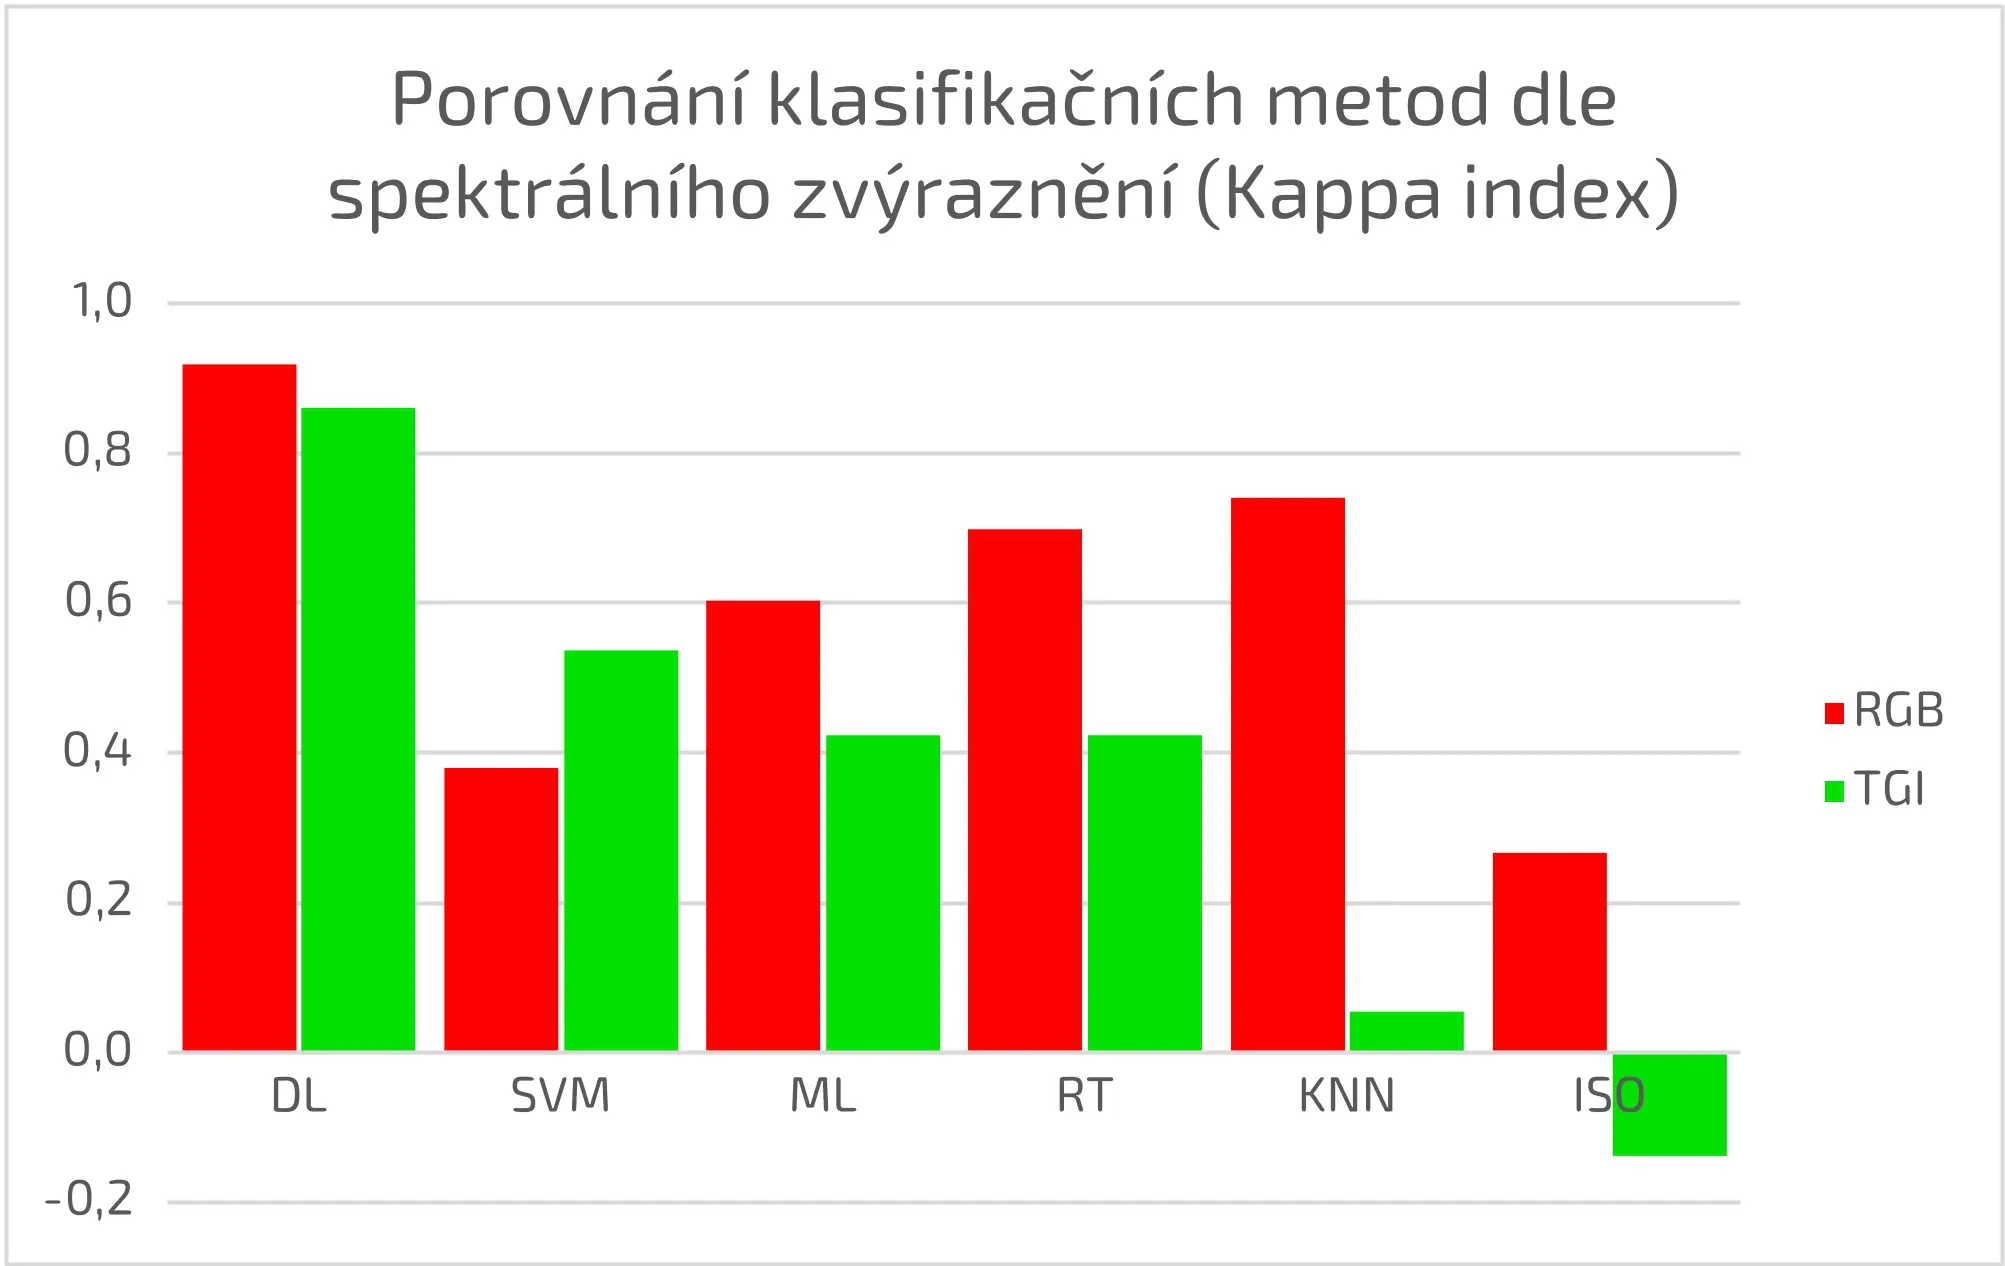 Porovnání klasifikačních metod dle
spektrálního zvýraznění (Kappa index)
1,0
0,8
0,6
0,4
0,2
0,0
-0,2
DL SVM ML RT KNN ISO
RGB
TGI